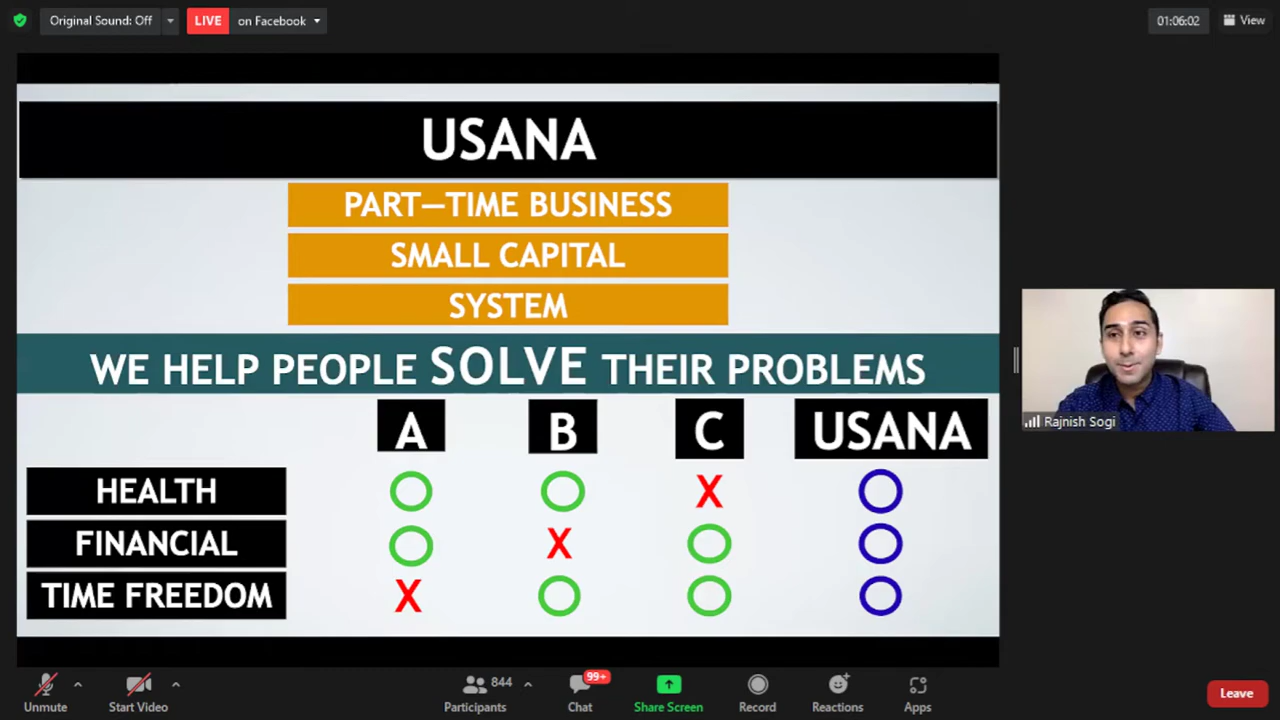 Original Sound: Off
LIVE on Facebook
01:06:02
View
USANA
PART—TIME BUSINESS
SMALL CAPITAL
SYSTEM
WE HELP PEOPLE SOLVE THEIR PROBLEMS
A B C USANA
HEALTH O O X O
FINANCIAL O X O O
TIME FREEDOM X O O O
Rajnish Sogi
844
99+
Unmute
Start Video
Participants
Chat
Share Screen
Record
Reactions
Apps
Leave